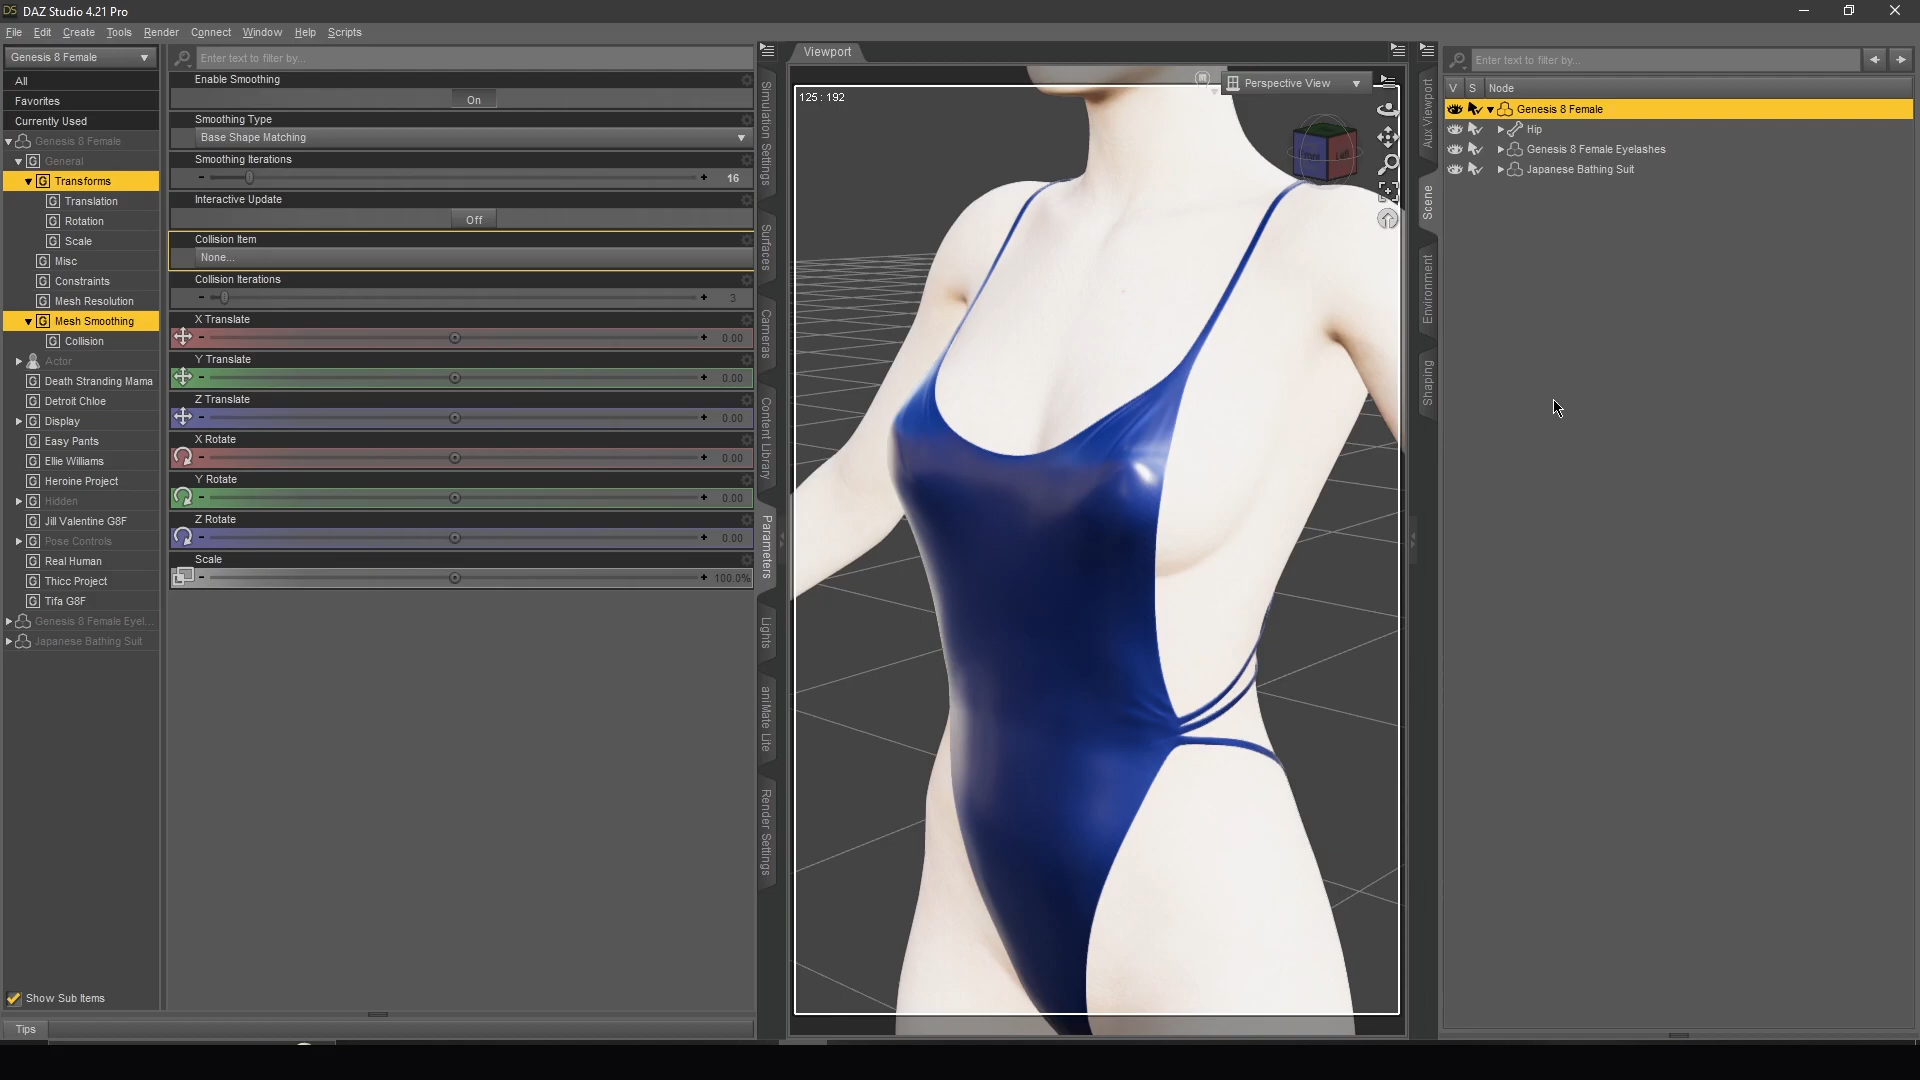 DS DAZ Studio 4.21 Pro
File Edit Create Tools Render Connect Window Help Scripts
Genesis 8 Female
All
Favorites
Currently Used
Genesis 8 Female
General
Transforms
Translation
Rotation
Scale
Misc
Constraints
Mesh Resolution
Mesh Smoothing
Collision
Actor
Death Stranding Mama
Detroit Chloe
Display
Easy Pants
Ellie Williams
Heroine Project
Hidden
Jill Valentine G8F
Pose Controls
Real Human
Thicc Project
Tifa G8F
Genesis 8 Female Eyel...
Japanese Bathing Suit
Show Sub Items
Tips
Enter text to filter by...
Enable Smoothing
On
Smoothing Type
Base Shape Matching
Smoothing Iterations
- + 16
Interactive Update
Off
Collision Item
None...
Collision Iterations
- + 3
X Translate
- + 0.00
Y Translate
- + 0.00
Z Translate
- + 0.00
X Rotate
- + 0.00
Y Rotate
- + 0.00
Z Rotate
- + 0.00
Scale
- + 100.0%
Simulation Settings
Surfaces
Cameras
Content Library
Parameters
Lights
aniMate Lite
Render Settings
Viewport
125 : 192
Perspective View
Front
Left
Aux Viewport
Scene
Environment
Shaping
Enter text to filter by...
V S Node
Genesis 8 Female
Hip
Genesis 8 Female Eyelashes
Japanese Bathing Suit